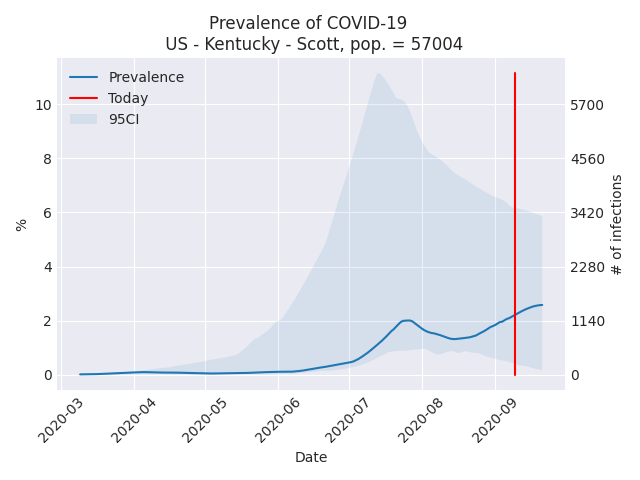 Prevalence of COVID-19
US - Kentucky - Scott, pop. = 57004
Prevalence
Today
95CI
10
8
6
4
2
0
%
5700
4560
3420
2280
1140
0
# of infections
2020-03
2020-04
2020-05
2020-06
2020-07
2020-08
2020-09
Date